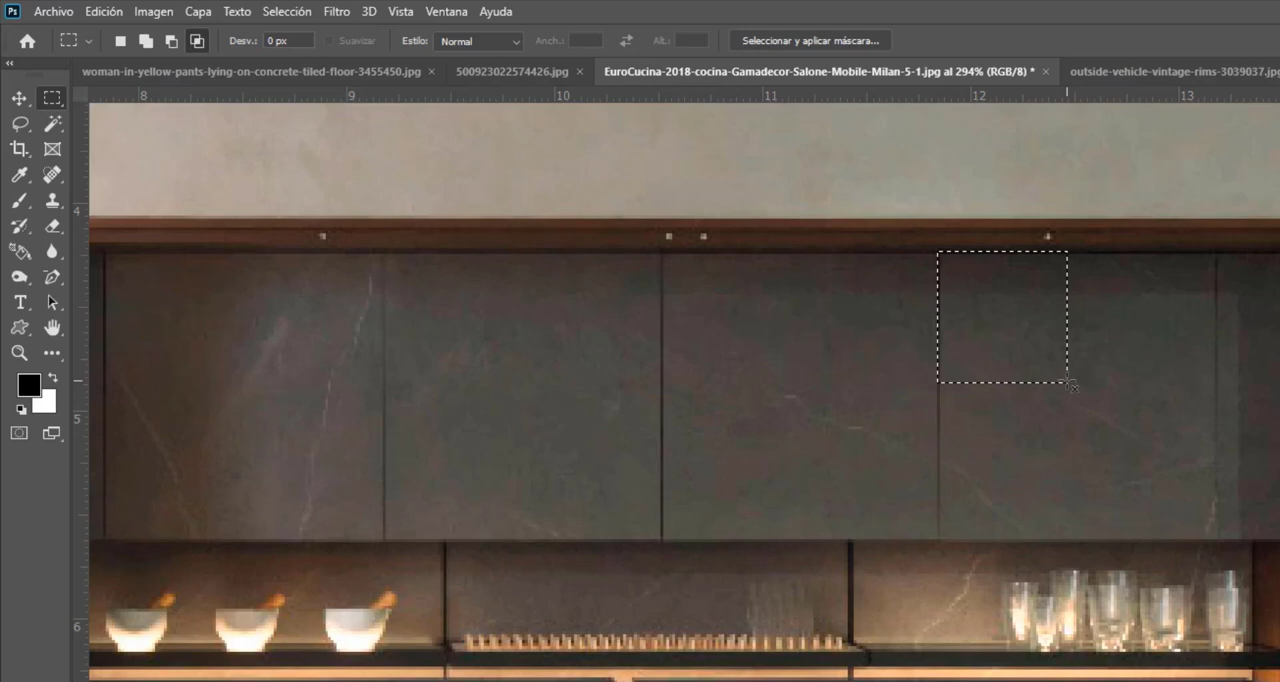 Ps Archivo Edición Imagen Capa Texto Selección Filtro 3D Vista Ventana Ayuda
Desv.: 0 px Suavizar Estilo: Normal Anch.: Alt.: Seleccionar y aplicar máscara...
woman-in-yellow-pants-lying-on-concrete-tiled-floor-3455450.jpg × 500923022574426.jpg × EuroCucina-2018-cocina-Gamadecor-Salone-Mobile-Milan-5-1.jpg al 294% (RGB/8) * × outside-vehicle-vintage-rims-3039037.jpg
8 9 10 11 12 13
4
5
6